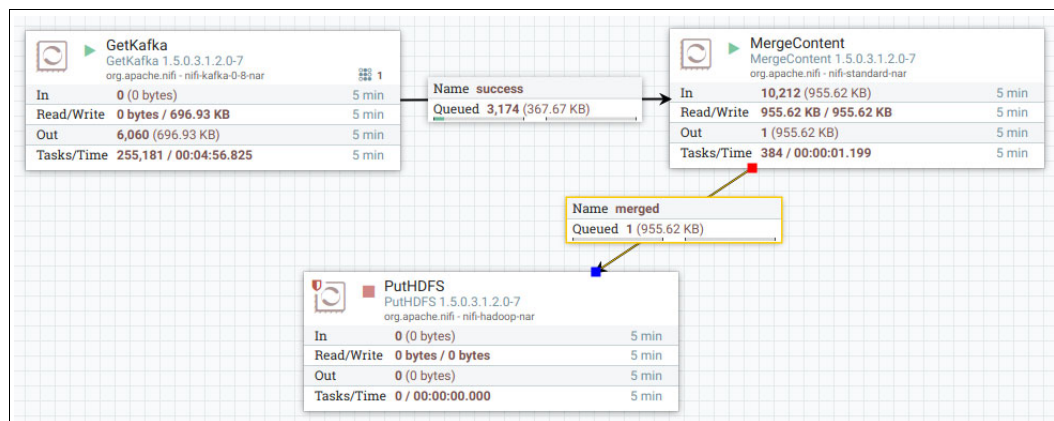 GetKafka
GetKafka 1.5.0.3.1.2.0-7
org.apache.nifi - nifi-kafka-0-8-nar
1
In 0 (0 bytes) 5 min
Read/Write 0 bytes / 696.93 KB 5 min
Out 6,060 (696.93 KB) 5 min
Tasks/Time 255,181 / 00:04:56.825 5 min
Name success
Queued 3,174 (367.67 KB)
MergeContent
MergeContent 1.5.0.3.1.2.0-7
org.apache.nifi - nifi-standard-nar
In 10,212 (955.62 KB) 5 min
Read/Write 955.62 KB / 955.62 KB 5 min
Out 1 (955.62 KB) 5 min
Tasks/Time 384 / 00:00:01.199 5 min
Name merged
Queued 1 (955.62 KB)
PutHDFS
PutHDFS 1.5.0.3.1.2.0-7
org.apache.nifi - nifi-hadoop-nar
In 0 (0 bytes) 5 min
Read/Write 0 bytes / 0 bytes 5 min
Out 0 (0 bytes) 5 min
Tasks/Time 0 / 00:00:00.000 5 min